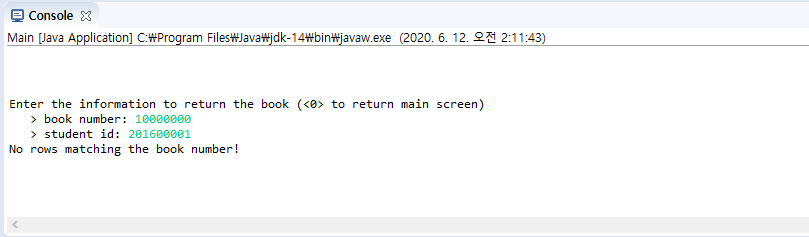 Console
Main [Java Application] C:₩Program Files₩Java₩jdk-14₩bin₩javaw.exe (2020. 6. 12. 오전 2:11:43)
Enter the information to return the book (<0> to return main screen)
> book number: 10000000
> student id: 201600001
No rows matching the book number!